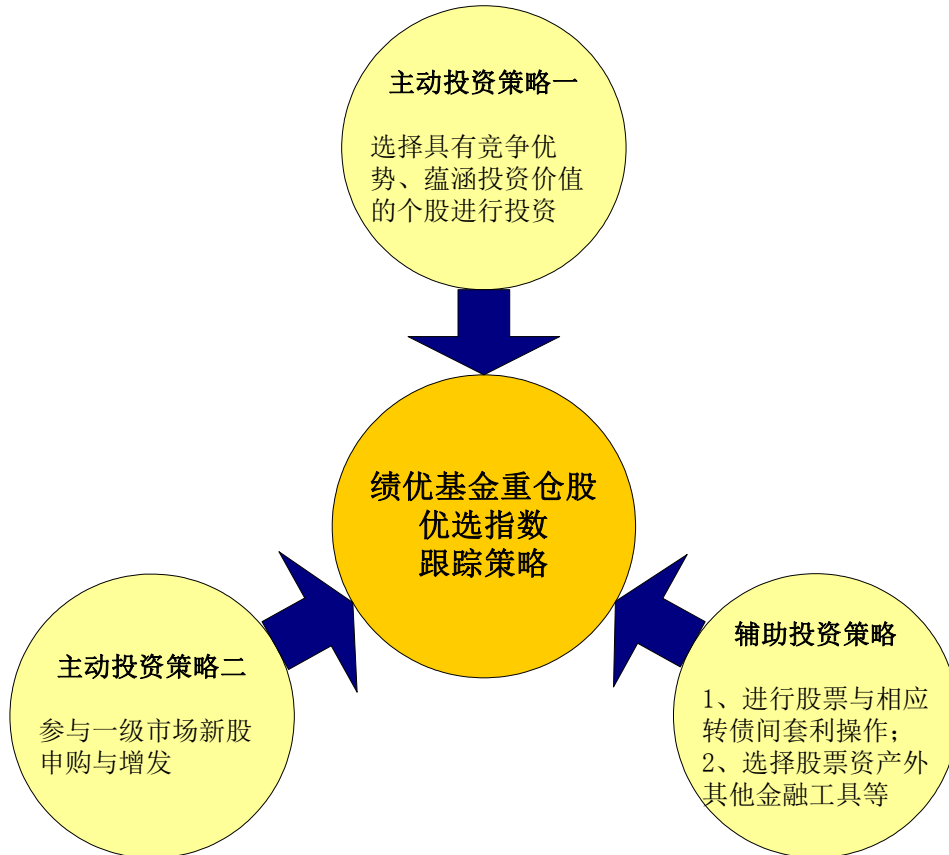 主动投资策略一
选择具有竞争优
势、蕴涵投资价值
的个股进行投资
绩优基金重仓股
优选指数
跟踪策略
主动投资策略二
参与一级市场新股
申购与增发
辅助投资策略
1、进行股票与相应
转债间套利操作；
2、选择股票资产外
其他金融工具等